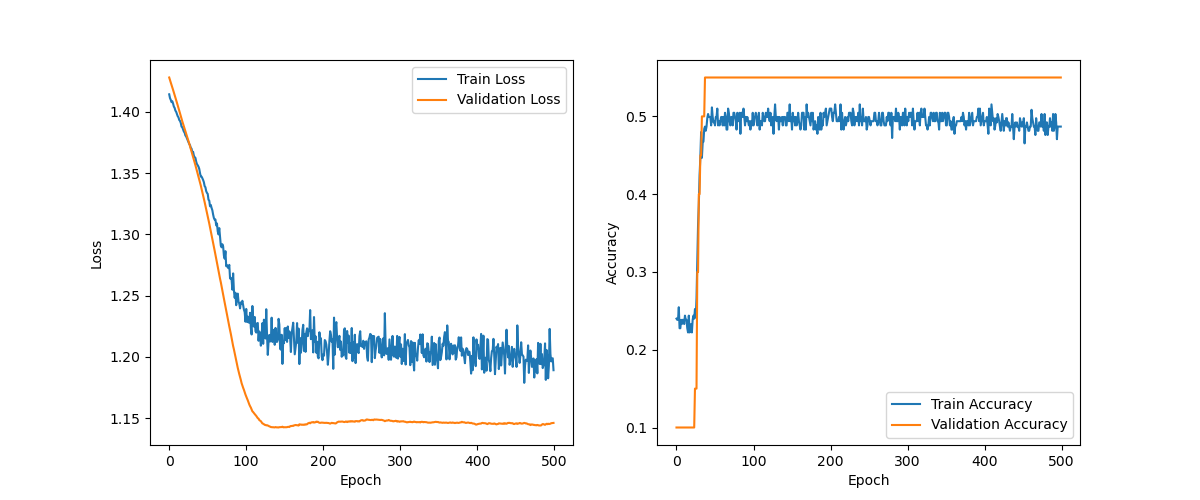 Train Loss
Validation Loss
1.40
1.35
1.30
1.25
1.20
1.15
Loss
0
100
200
300
400
500
Epoch
0.5
0.4
0.3
0.2
0.1
Accuracy
Train Accuracy
Validation Accuracy
0
100
200
300
400
500
Epoch